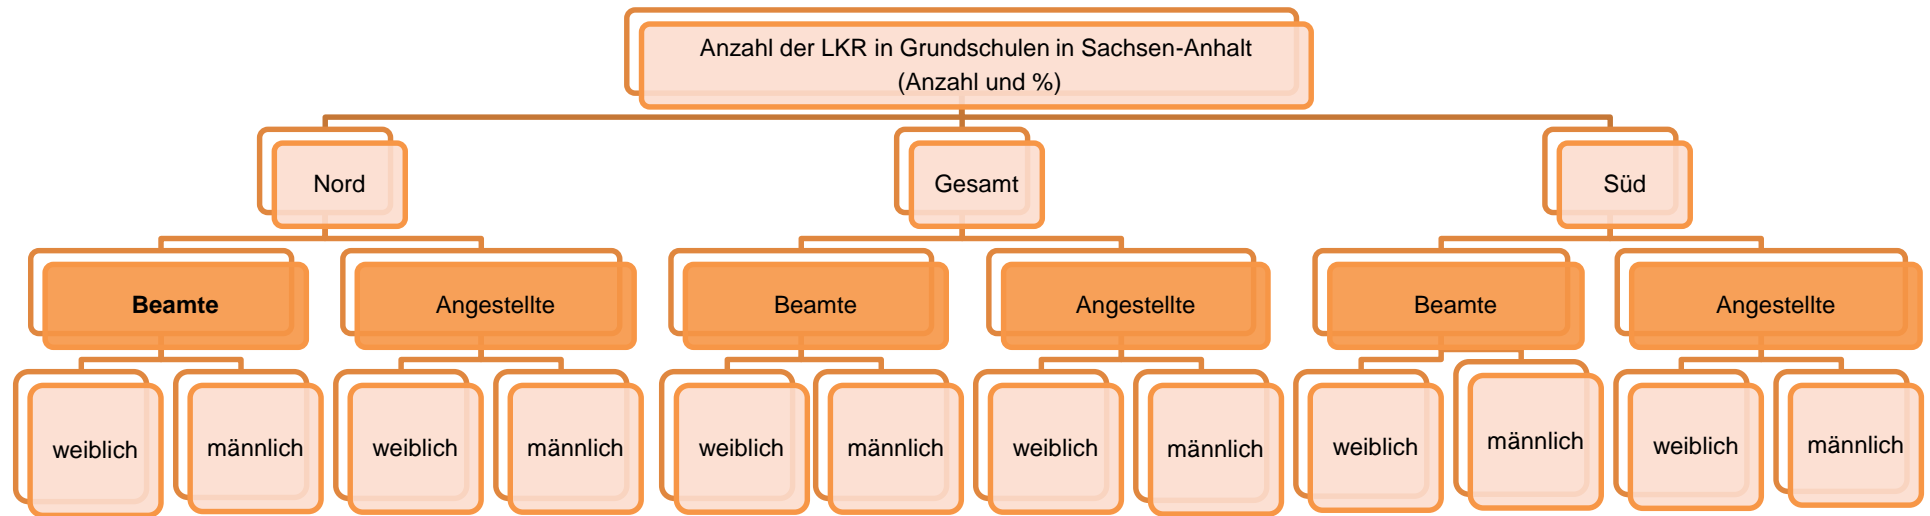 Anzahl der LKR in Grundschulen in Sachsen-Anhalt
(Anzahl und %)
Nord
Gesamt
Süd
Beamte
Angestellte
Beamte
Angestellte
Beamte
Angestellte
weiblich
männlich
weiblich
männlich
weiblich
männlich
weiblich
männlich
weiblich
männlich
weiblich
männlich